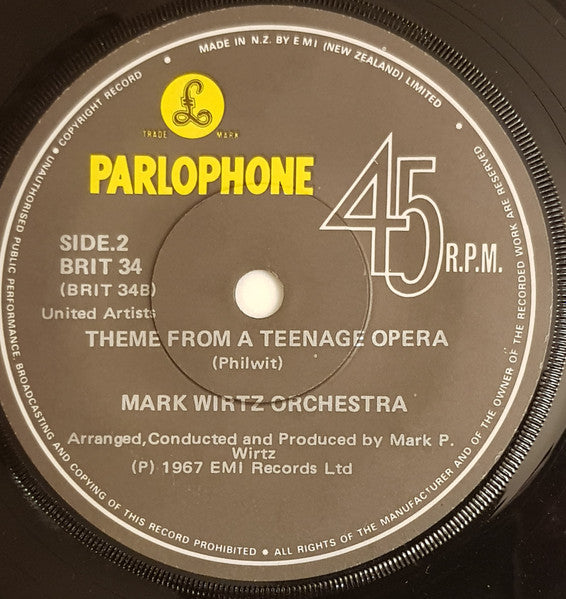 MADE IN N.Z. BY EMI (NEW ZEALAND) LIMITED
UNAUTHORISED PUBLIC PERFORMANCE, BROADCASTING AND COPYING OF THIS RECORD PROHIBITED • ALL RIGHTS OF THE MANUFACTURER AND OF THE OWNER OF THE RECORDED WORK ARE RESERVED
• COPYRIGHT RECORD
£
TRADE MARK
PARLOPHONE
45 R.P.M.
SIDE.2
BRIT 34
(BRIT 34B)
United Artists
THEME FROM A TEENAGE OPERA
(Philwit)
MARK WIRTZ ORCHESTRA
Arranged,Conducted and Produced by Mark P.
Wirtz
(P) 1967 EMI Records Ltd